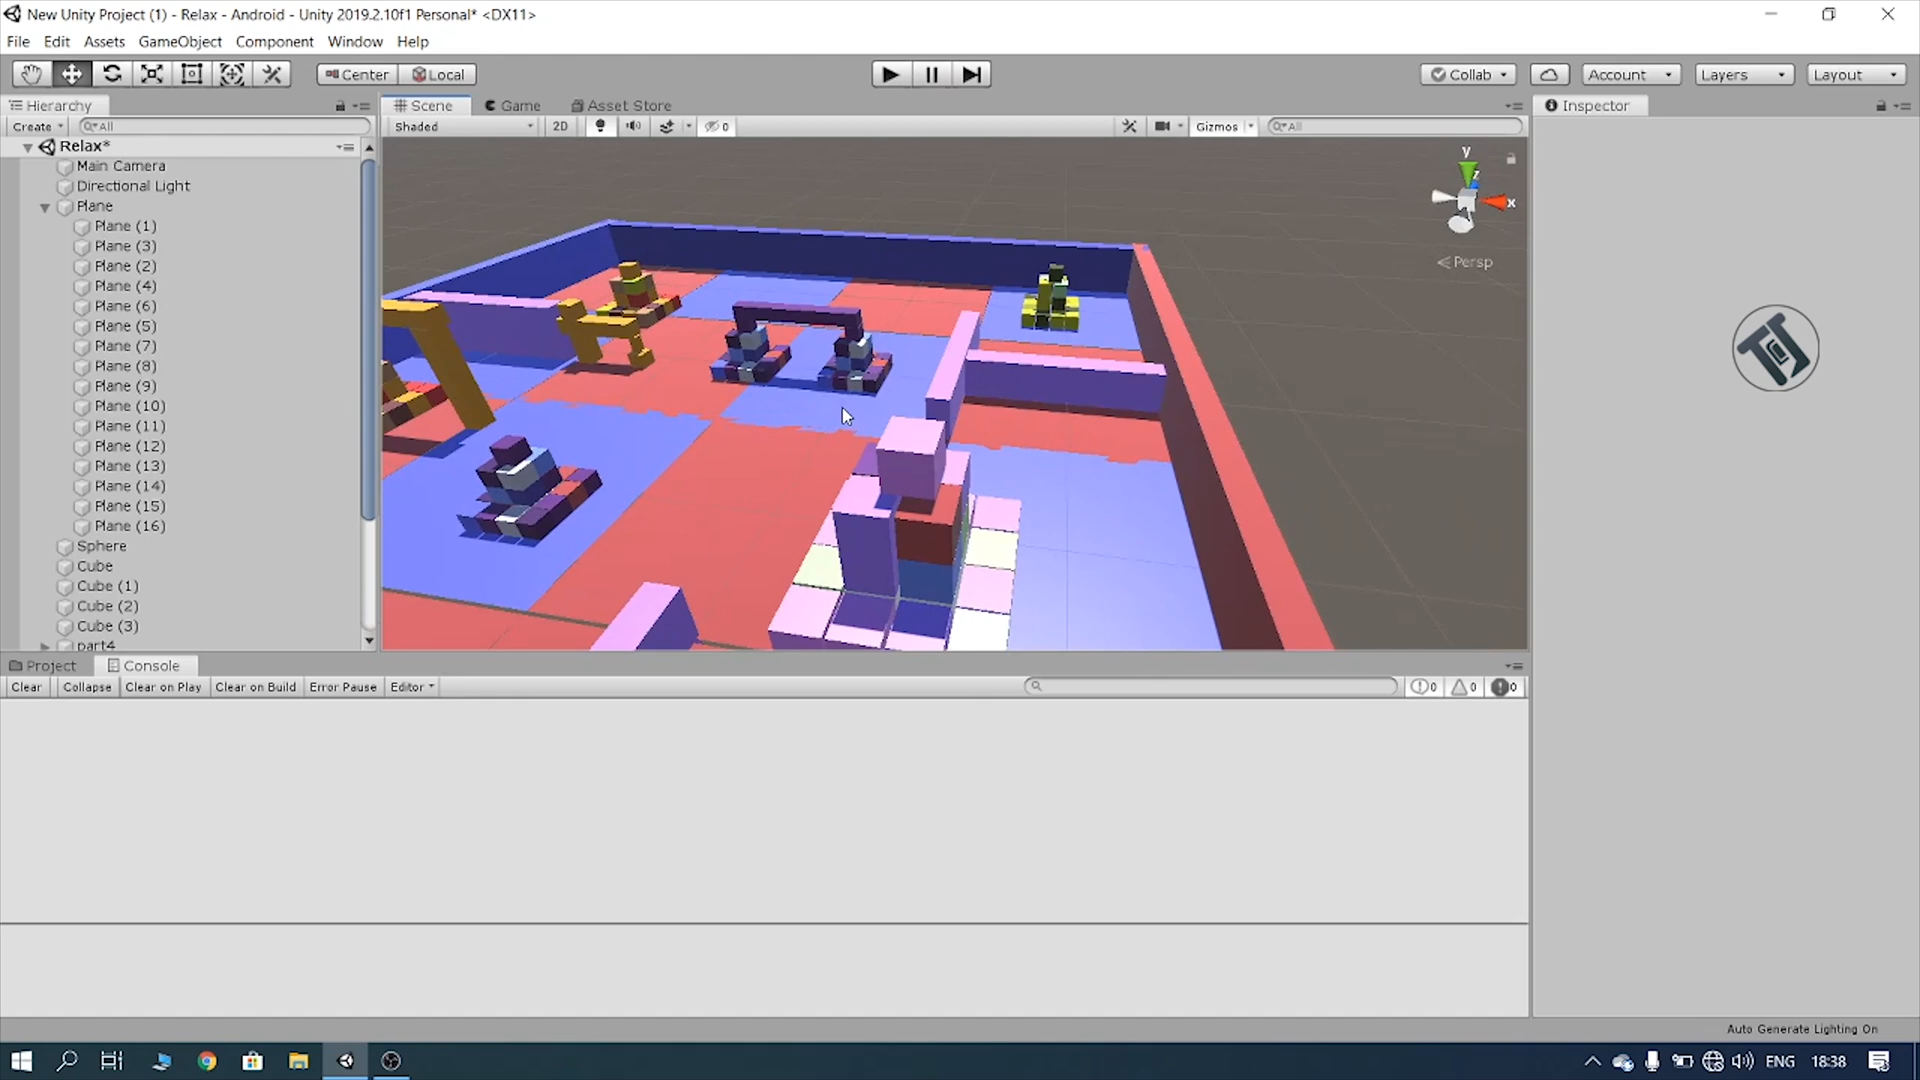 New Unity Project (1) - Relax - Android - Unity 2019.2.10f1 Personal* <DX11>
File Edit Assets GameObject Component Window Help
Center Local Collab Account Layers Layout
Hierarchy Scene Game Asset Store Inspector
Create All Shaded 2D 0 Gizmos All
Relax*
Main Camera
Directional Light
Plane
Plane (1)
Plane (3)
Plane (2)
Plane (4)
Plane (6)
Plane (5)
Plane (7)
Plane (8)
Plane (9)
Plane (10)
Plane (11)
Plane (12)
Plane (13)
Plane (14)
Plane (15)
Plane (16)
Sphere
Cube
Cube (1)
Cube (2)
Cube (3)
part4
y
z
x
Persp
Project Console
Clear Collapse Clear on Play Clear on Build Error Pause Editor 0 0 0
Auto Generate Lighting On
ENG 18:38